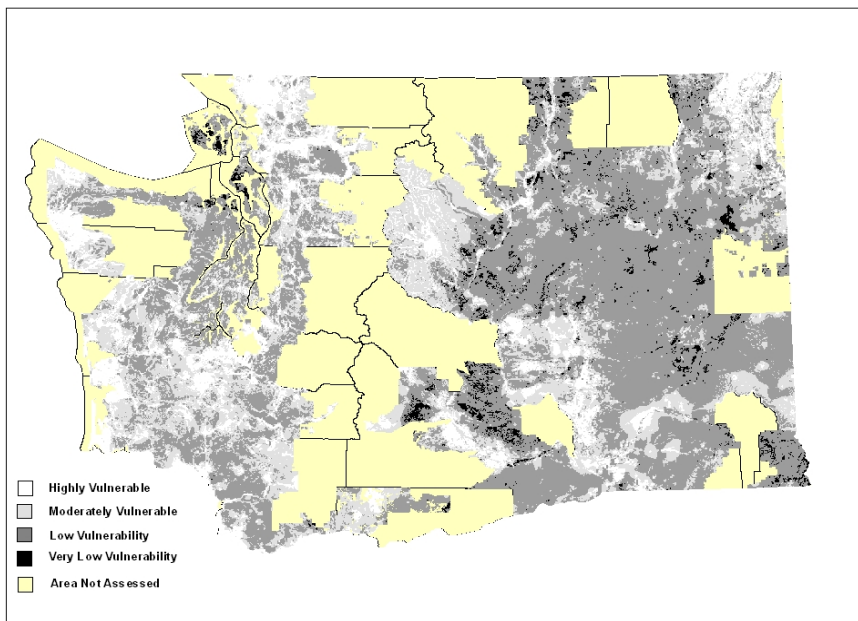 Highly Vulnerable
Moderately Vulnerable
Low Vulnerability
Very Low Vulnerability
Area Not Assessed